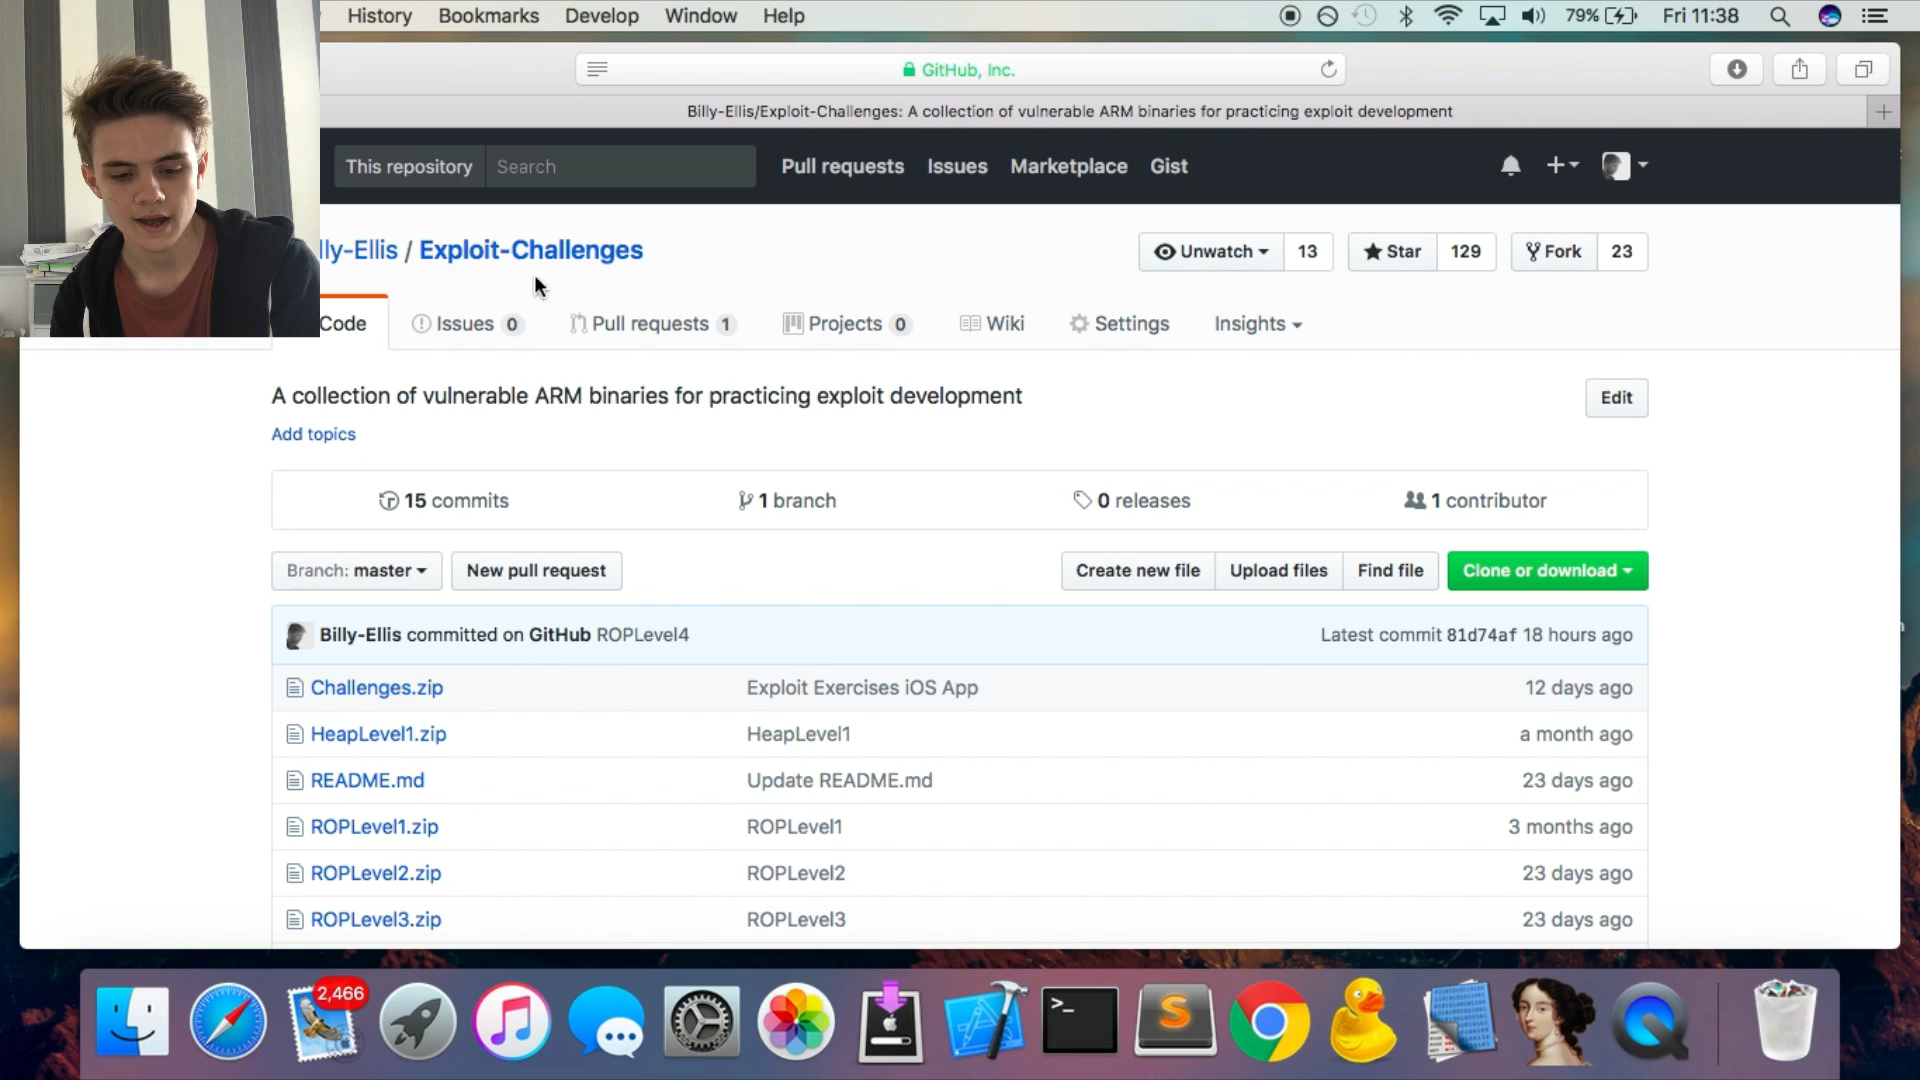 History Bookmarks Develop Window Help 79% Fri 11:38
GitHub, Inc.
Billy-Ellis/Exploit-Challenges: A collection of vulnerable ARM binaries for practicing exploit development
This repository Search Pull requests Issues Marketplace Gist
lly-Ellis / Exploit-Challenges Unwatch 13 Star 129 Fork 23
Code Issues 0 Pull requests 1 Projects 0 Wiki Settings Insights
A collection of vulnerable ARM binaries for practicing exploit development Edit
Add topics
15 commits 1 branch 0 releases 1 contributor
Branch: master New pull request Create new file Upload files Find file Clone or download
Billy-Ellis committed on GitHub ROPLevel4 Latest commit 81d74af 18 hours ago
Challenges.zip Exploit Exercises iOS App 12 days ago
HeapLevel1.zip HeapLevel1 a month ago
README.md Update README.md 23 days ago
ROPLevel1.zip ROPLevel1 3 months ago
ROPLevel2.zip ROPLevel2 23 days ago
ROPLevel3.zip ROPLevel3 23 days ago
2,466
>_
S